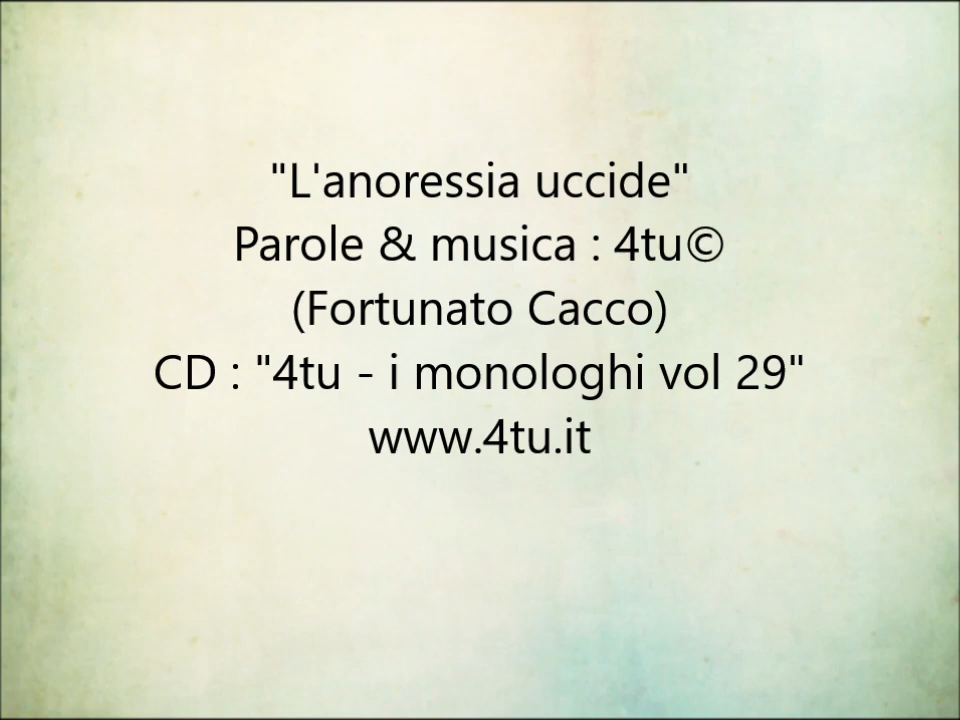 "L'anoressia uccide"
Parole & musica : 4tu©
(Fortunato Cacco)
CD : "4tu - i monologhi vol 29"
www.4tu.it